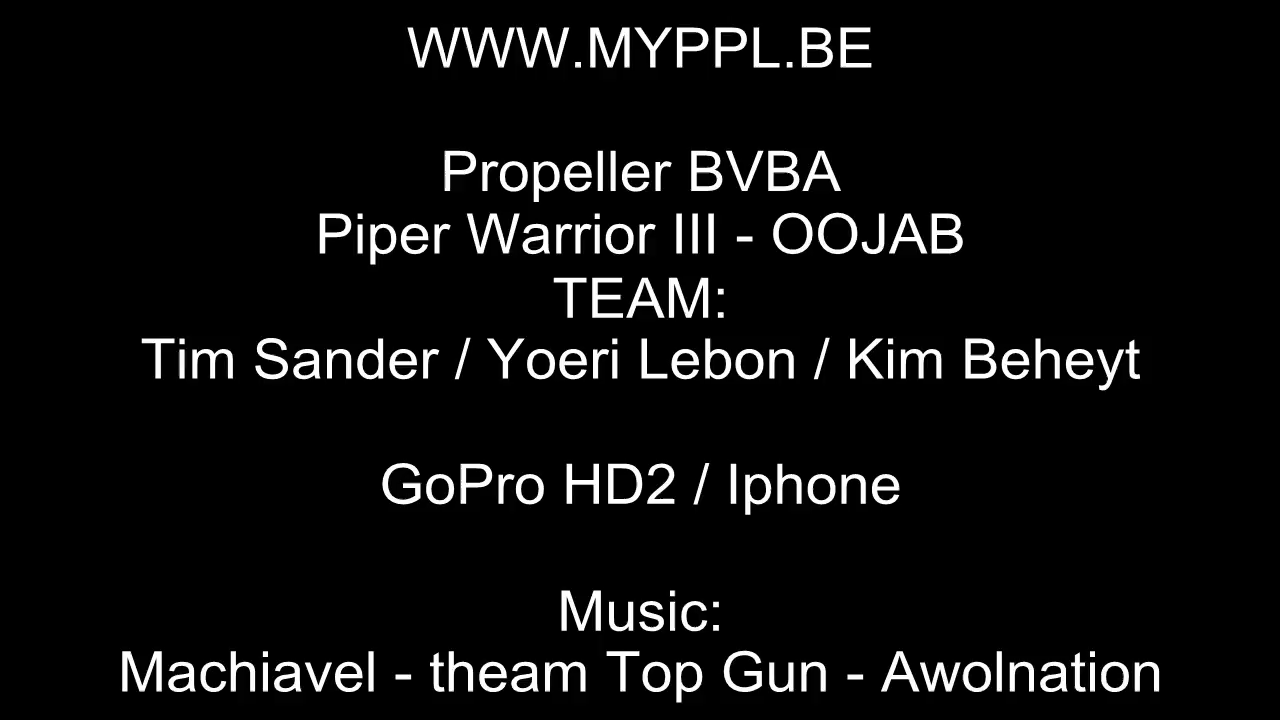 WWW.MYPPL.BE
Propeller BVBA
Piper Warrior III - OOJAB
TEAM:
Tim Sander / Yoeri Lebon / Kim Beheyt
GoPro HD2 / Iphone
Music:
Machiavel - theam Top Gun - Awolnation